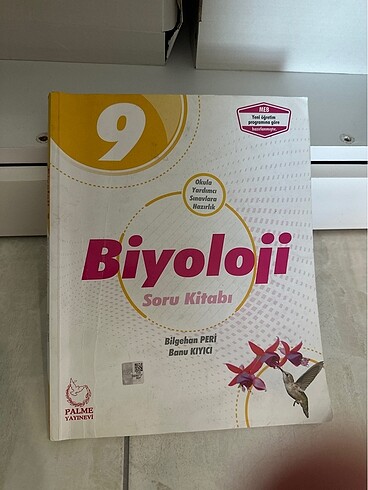 9
MEB
Yeni öğretim
programına göre
hazırlanmıştır.
Okula
Yardımcı
Sınavlara
Hazırlık
Biyoloji
Soru Kitabı
Bilgehan PERİ
Banu KIYICI
PALME
YAYINEVİ